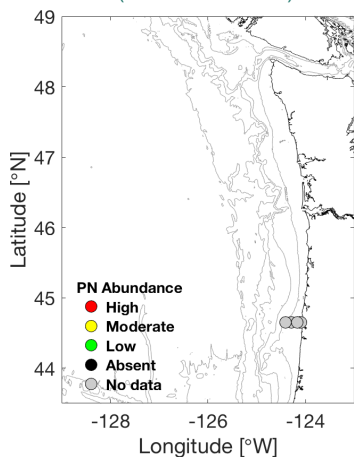 49
48
47
46
45
44
Latitude [°N]
PN Abundance
High
Moderate
Low
Absent
No data
-128
-126
-124
Longitude [°W]